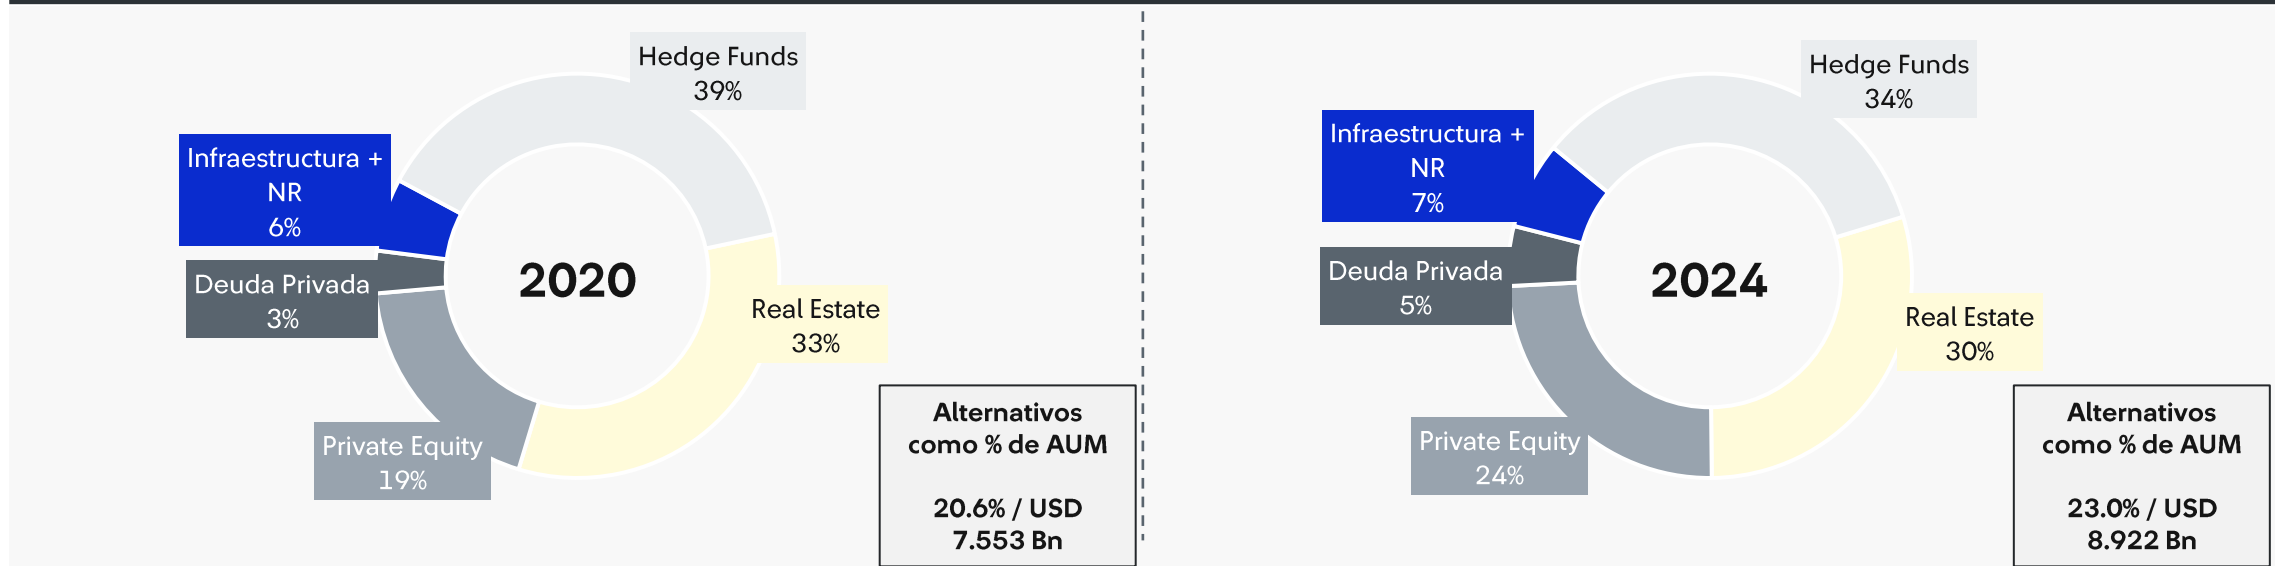 Hedge Funds
39%
Infraestructura +
NR
6%
Deuda Privada
3%
2020
Real Estate
33%
Private Equity
19%
Alternativos
como % de AUM
20.6% / USD
7.553 Bn
Hedge Funds
34%
Infraestructura +
NR
7%
Deuda Privada
5%
2024
Real Estate
30%
Private Equity
24%
Alternativos
como % de AUM
23.0% / USD
8.922 Bn